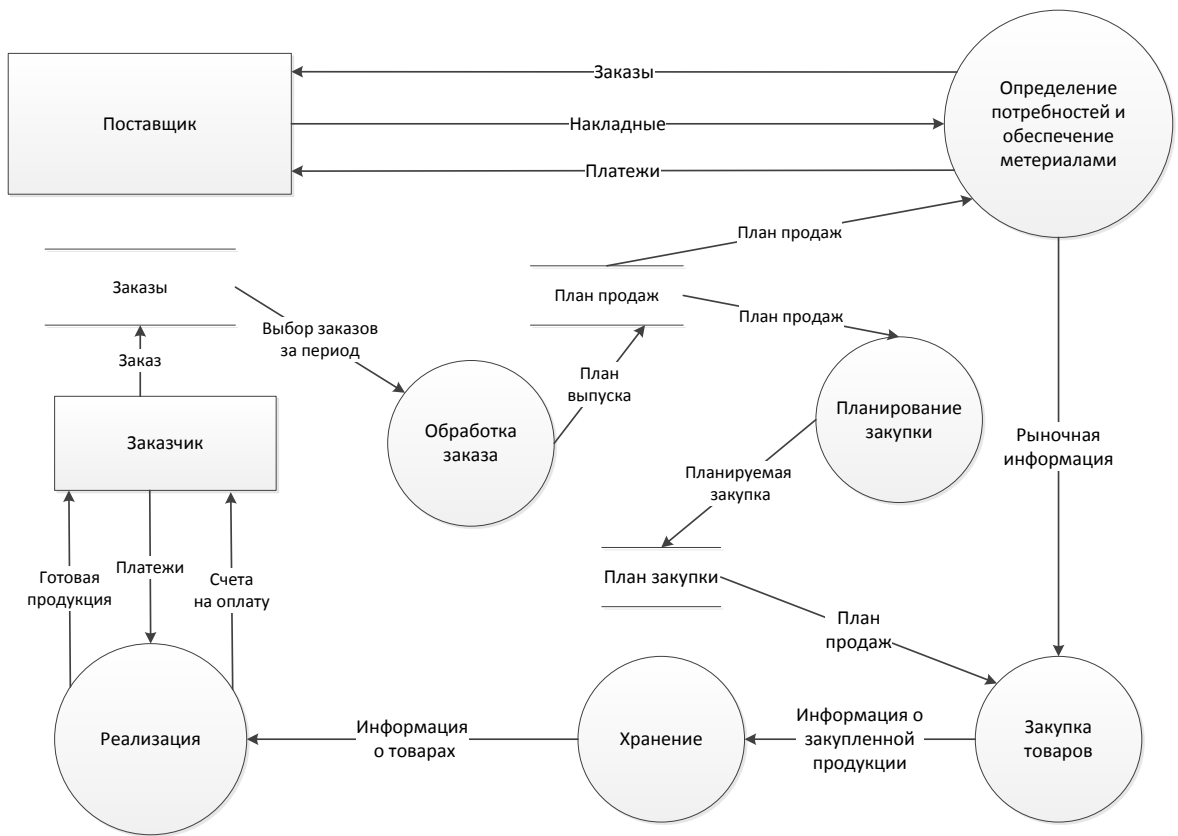 Заказы
Поставщик
Накладные
Платежи
Определение
потребностей и
обеспечение
метериалами
План продаж
Заказы
План продаж
План продаж
Выбор заказов
за период
Заказ
План
выпуска
Заказчик
Обработка
заказа
Планирование
закупки
Рыночная
информация
Планируемая
закупка
Готовая
продукция
Платежи
Счета
на оплату
План закупки
План
продаж
Реализация
Информация
о товарах
Хранение
Информация о
закупленной
продукции
Закупка
товаров